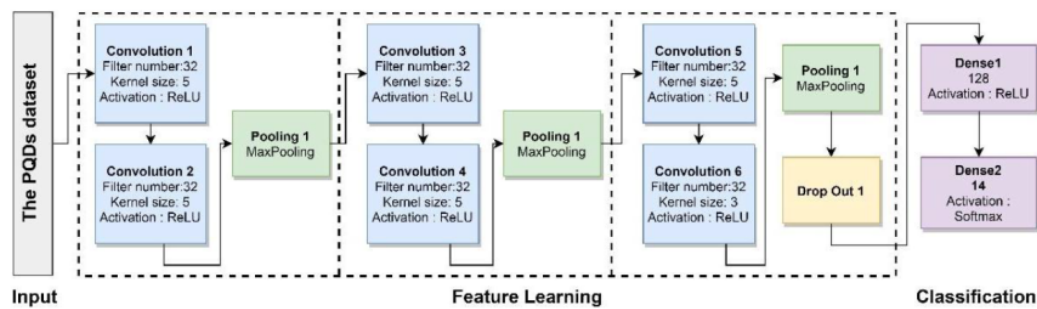 The PQDs dataset
Convolution 1
Filter number:32
Kernel size: 5
Activation : ReLU
Convolution 2
Filter number:32
Kernel size: 5
Activation : ReLU
Pooling 1
MaxPooling
Convolution 3
Filter number:32
Kernel size: 5
Activation : ReLU
Convolution 4
Filter number:32
Kernel size: 5
Activation : ReLU
Pooling 1
MaxPooling
Convolution 5
Filter number:32
Kernel size: 5
Activation : ReLU
Convolution 6
Filter number:32
Kernel size: 3
Activation : ReLU
Pooling 1
MaxPooling
Drop Out 1
Dense1
128
Activation : ReLU
Dense2
14
Activation :
Softmax
Input
Feature Learning
Classification